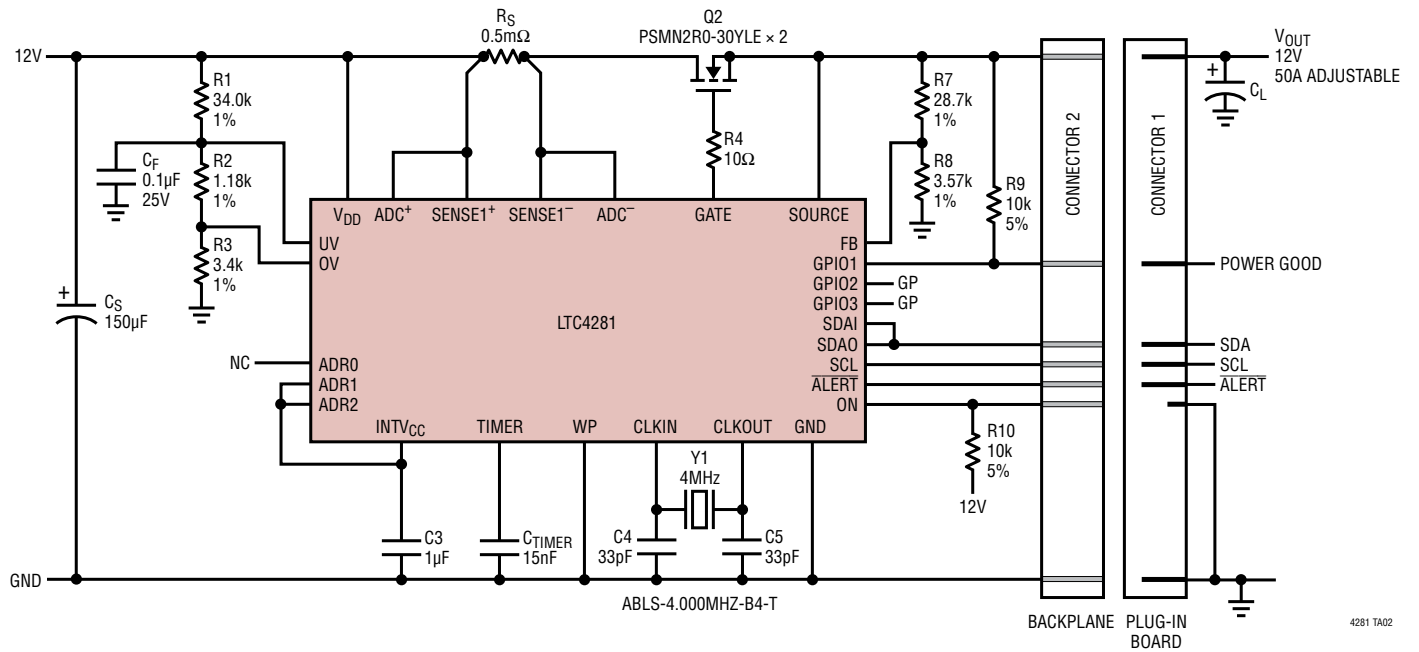 RS
0.5mΩ
Q2
PSMN2R0-30YLE × 2
12V
R1
34.0k
1%
CF
0.1µF
25V
R2
1.18k
1%
R3
3.4k
1%
+
CS
150µF
R4
10Ω
R7
28.7k
1%
R8
3.57k
1%
R9
10k
5%
CONNECTOR 2
CONNECTOR 1
VOUT
12V
50A ADJUSTABLE
+
CL
VDD
ADC+
SENSE1+
SENSE1–
ADC–
GATE
SOURCE
UV
OV
FB
GPIO1
GPIO2
GP
GPIO3
GP
SDAI
SDAO
SCL
ALERT
ON
LTC4281
NC
ADR0
ADR1
ADR2
INTVCC
TIMER
WP
CLKIN
CLKOUT
GND
POWER GOOD
SDA
SCL
ALERT
Y1
4MHz
R10
10k
5%
12V
C3
1µF
CTIMER
15nF
C4
33pF
C5
33pF
GND
ABLS-4.000MHZ-B4-T
BACKPLANE
PLUG-IN
BOARD
4281 TA02